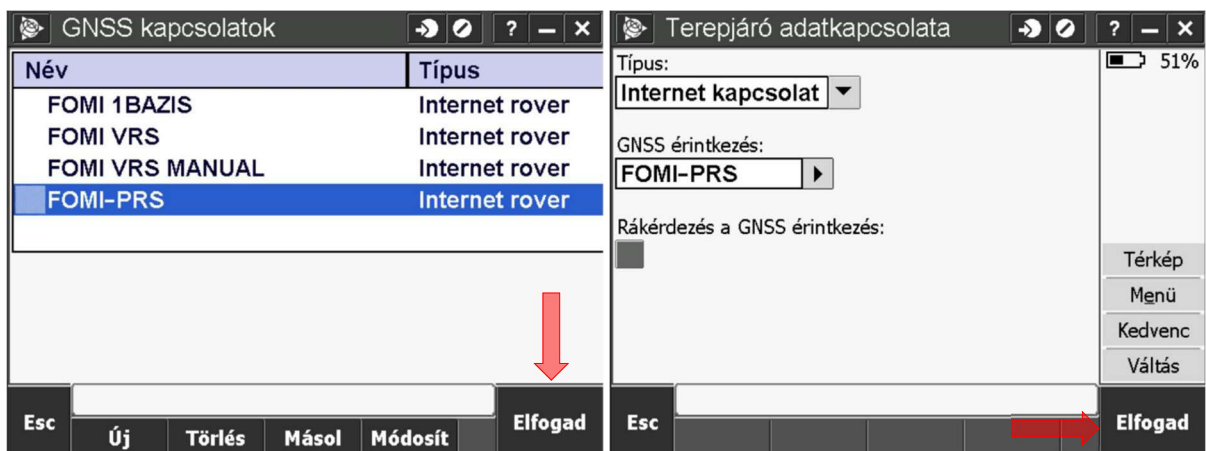 GNSS kapcsolatok ? – ×
Név Típus
FOMI 1BAZIS Internet rover
FOMI VRS Internet rover
FOMI VRS MANUAL Internet rover
FOMI-PRS Internet rover
Esc Új Törlés Másol Módosít Elfogad
Terepjáró adatkapcsolata ? – ×
51%
Típus:
Internet kapcsolat
GNSS érintkezés:
FOMI-PRS
Rákérdezés a GNSS érintkezés:
Térkép
Menü
Kedvenc
Váltás
Esc Elfogad